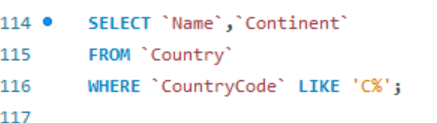 114 SELECT `Name`,`Continent`
115 FROM `Country`
116 WHERE `CountryCode` LIKE 'C%';
117